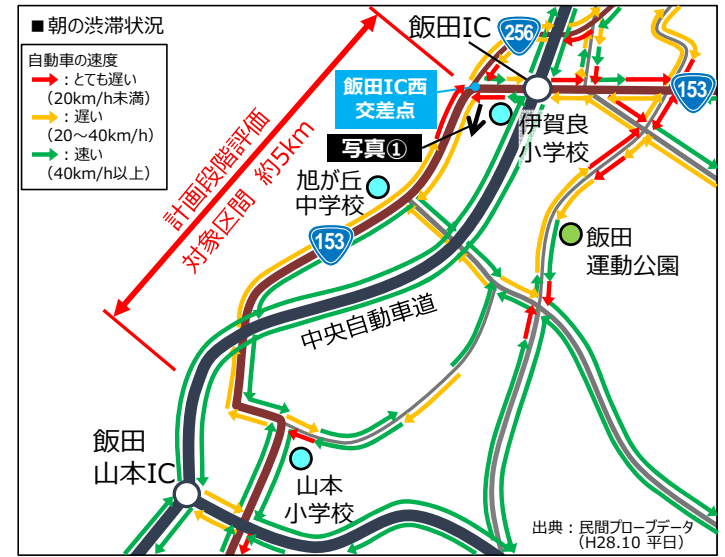 ■朝の渋滞状況
自動車の速度
：とても遅い
（20km/h未満）
：遅い
（20～40km/h）
：速い
（40km/h以上）
飯田IC
256
153
飯田IC西
交差点
写真①
伊賀良
小学校
計画段階評価
対象区間 約5km
旭が丘
中学校
153
飯田
運動公園
中央自動車道
飯田
山本IC
山本
小学校
出典：民間プローブデータ
（H28.10 平日）